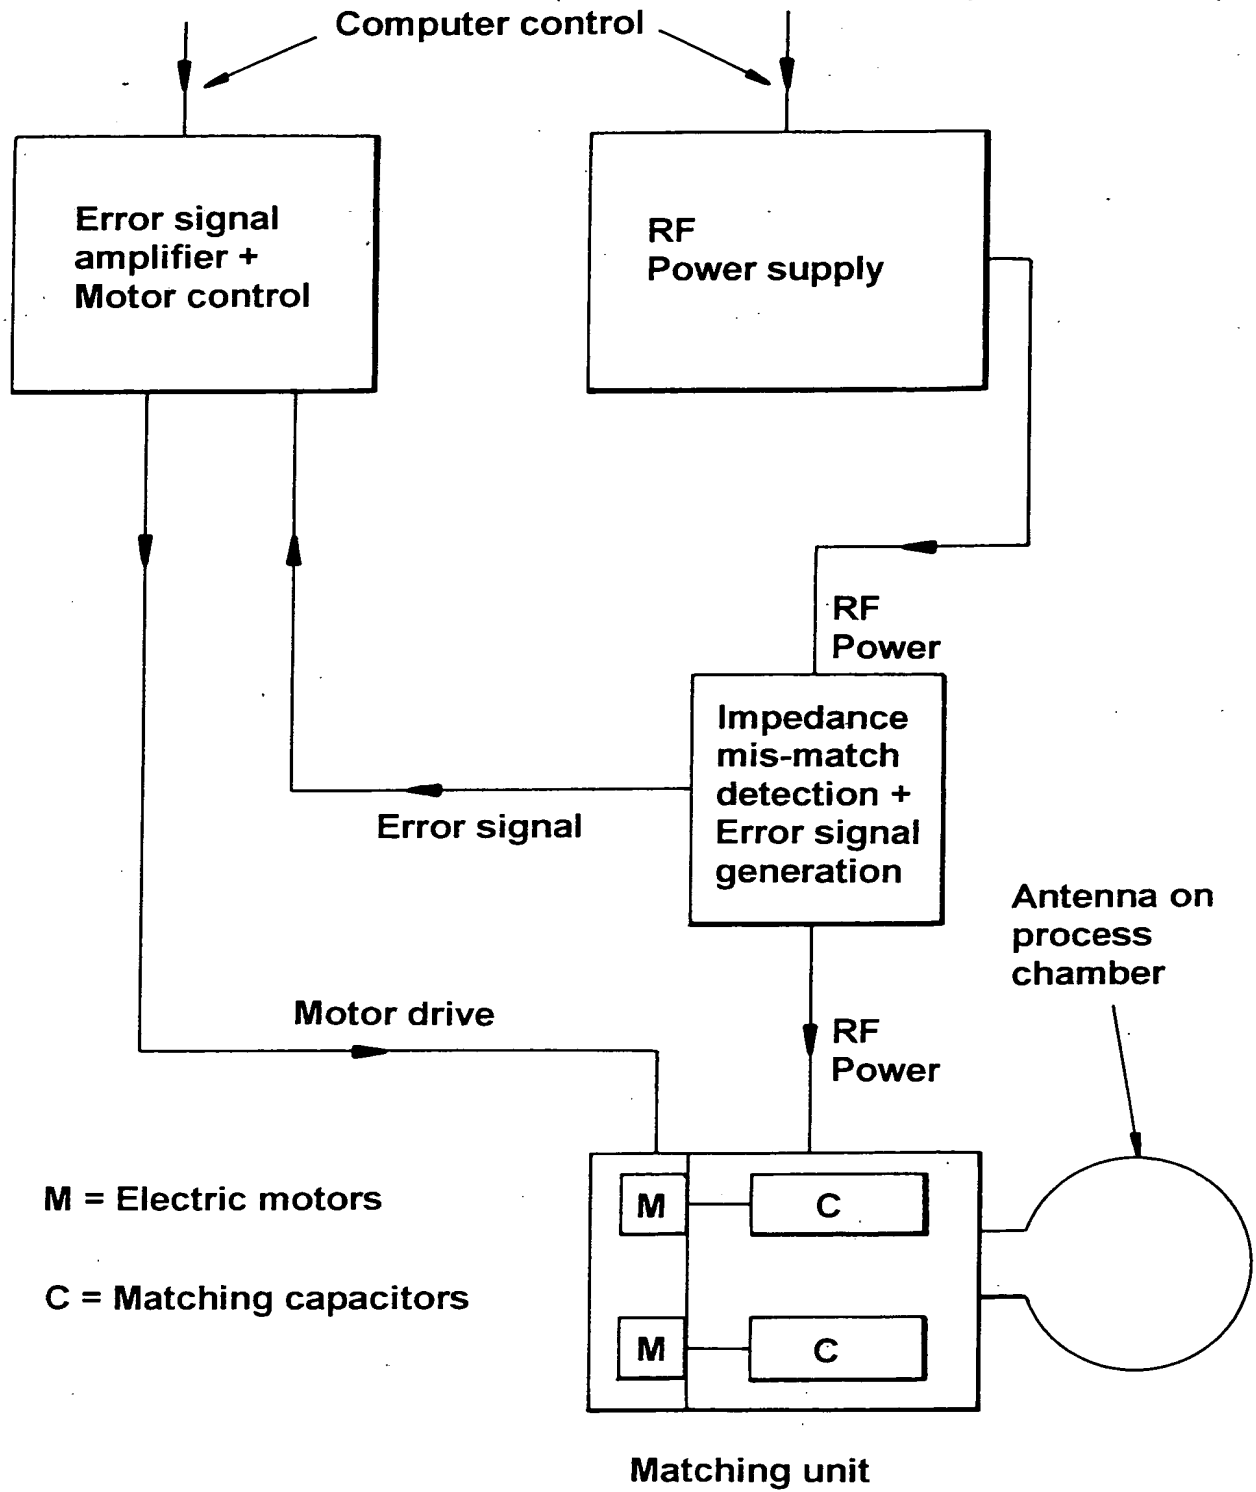 Computer control
Error signal
amplifier +
Motor control
RF
Power supply
RF
Power
Impedance
mis-match
detection +
Error signal
generation
Error signal
Antenna on
process
chamber
Motor drive
RF
Power
M = Electric motors
C = Matching capacitors
M
C
M
C
Matching unit